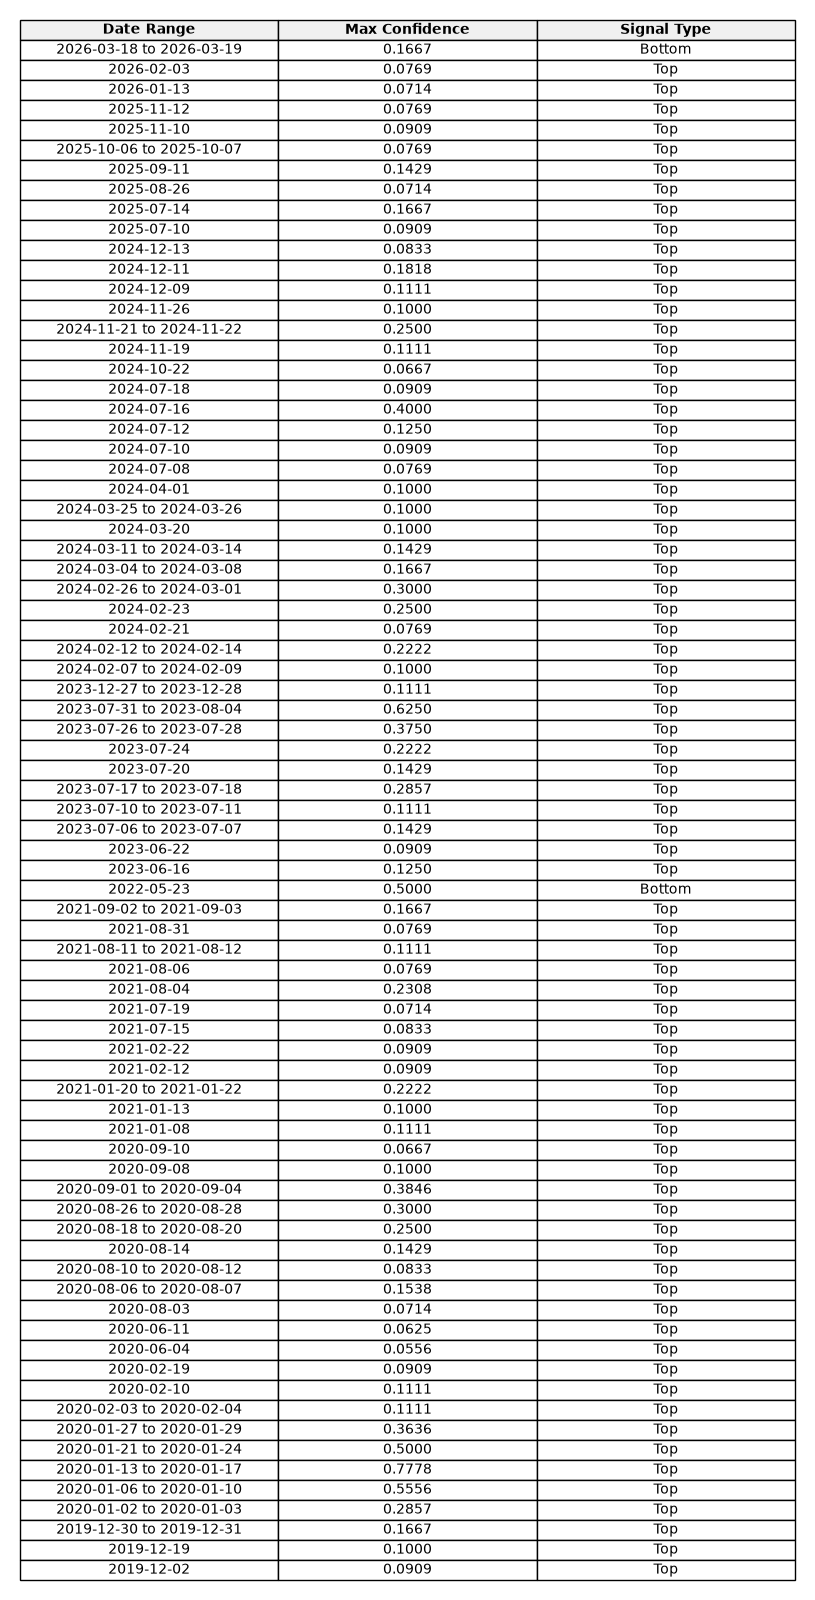 Date Range Max Confidence Signal Type
2026-03-18 to 2026-03-19 0.1667 Bottom
2026-02-03 0.0769 Top
2026-01-13 0.0714 Top
2025-11-12 0.0769 Top
2025-11-10 0.0909 Top
2025-10-06 to 2025-10-07 0.0769 Top
2025-09-11 0.1429 Top
2025-08-26 0.0714 Top
2025-07-14 0.1667 Top
2025-07-10 0.0909 Top
2024-12-13 0.0833 Top
2024-12-11 0.1818 Top
2024-12-09 0.1111 Top
2024-11-26 0.1000 Top
2024-11-21 to 2024-11-22 0.2500 Top
2024-11-19 0.1111 Top
2024-10-22 0.0667 Top
2024-07-18 0.0909 Top
2024-07-16 0.4000 Top
2024-07-12 0.1250 Top
2024-07-10 0.0909 Top
2024-07-08 0.0769 Top
2024-04-01 0.1000 Top
2024-03-25 to 2024-03-26 0.1000 Top
2024-03-20 0.1000 Top
2024-03-11 to 2024-03-14 0.1429 Top
2024-03-04 to 2024-03-08 0.1667 Top
2024-02-26 to 2024-03-01 0.3000 Top
2024-02-23 0.2500 Top
2024-02-21 0.0769 Top
2024-02-12 to 2024-02-14 0.2222 Top
2024-02-07 to 2024-02-09 0.1000 Top
2023-12-27 to 2023-12-28 0.1111 Top
2023-07-31 to 2023-08-04 0.6250 Top
2023-07-26 to 2023-07-28 0.3750 Top
2023-07-24 0.2222 Top
2023-07-20 0.1429 Top
2023-07-17 to 2023-07-18 0.2857 Top
2023-07-10 to 2023-07-11 0.1111 Top
2023-07-06 to 2023-07-07 0.1429 Top
2023-06-22 0.0909 Top
2023-06-16 0.1250 Top
2022-05-23 0.5000 Bottom
2021-09-02 to 2021-09-03 0.1667 Top
2021-08-31 0.0769 Top
2021-08-11 to 2021-08-12 0.1111 Top
2021-08-06 0.0769 Top
2021-08-04 0.2308 Top
2021-07-19 0.0714 Top
2021-07-15 0.0833 Top
2021-02-22 0.0909 Top
2021-02-12 0.0909 Top
2021-01-20 to 2021-01-22 0.2222 Top
2021-01-13 0.1000 Top
2021-01-08 0.1111 Top
2020-09-10 0.0667 Top
2020-09-08 0.1000 Top
2020-09-01 to 2020-09-04 0.3846 Top
2020-08-26 to 2020-08-28 0.3000 Top
2020-08-18 to 2020-08-20 0.2500 Top
2020-08-14 0.1429 Top
2020-08-10 to 2020-08-12 0.0833 Top
2020-08-06 to 2020-08-07 0.1538 Top
2020-08-03 0.0714 Top
2020-06-11 0.0625 Top
2020-06-04 0.0556 Top
2020-02-19 0.0909 Top
2020-02-10 0.1111 Top
2020-02-03 to 2020-02-04 0.1111 Top
2020-01-27 to 2020-01-29 0.3636 Top
2020-01-21 to 2020-01-24 0.5000 Top
2020-01-13 to 2020-01-17 0.7778 Top
2020-01-06 to 2020-01-10 0.5556 Top
2020-01-02 to 2020-01-03 0.2857 Top
2019-12-30 to 2019-12-31 0.1667 Top
2019-12-19 0.1000 Top
2019-12-02 0.0909 Top